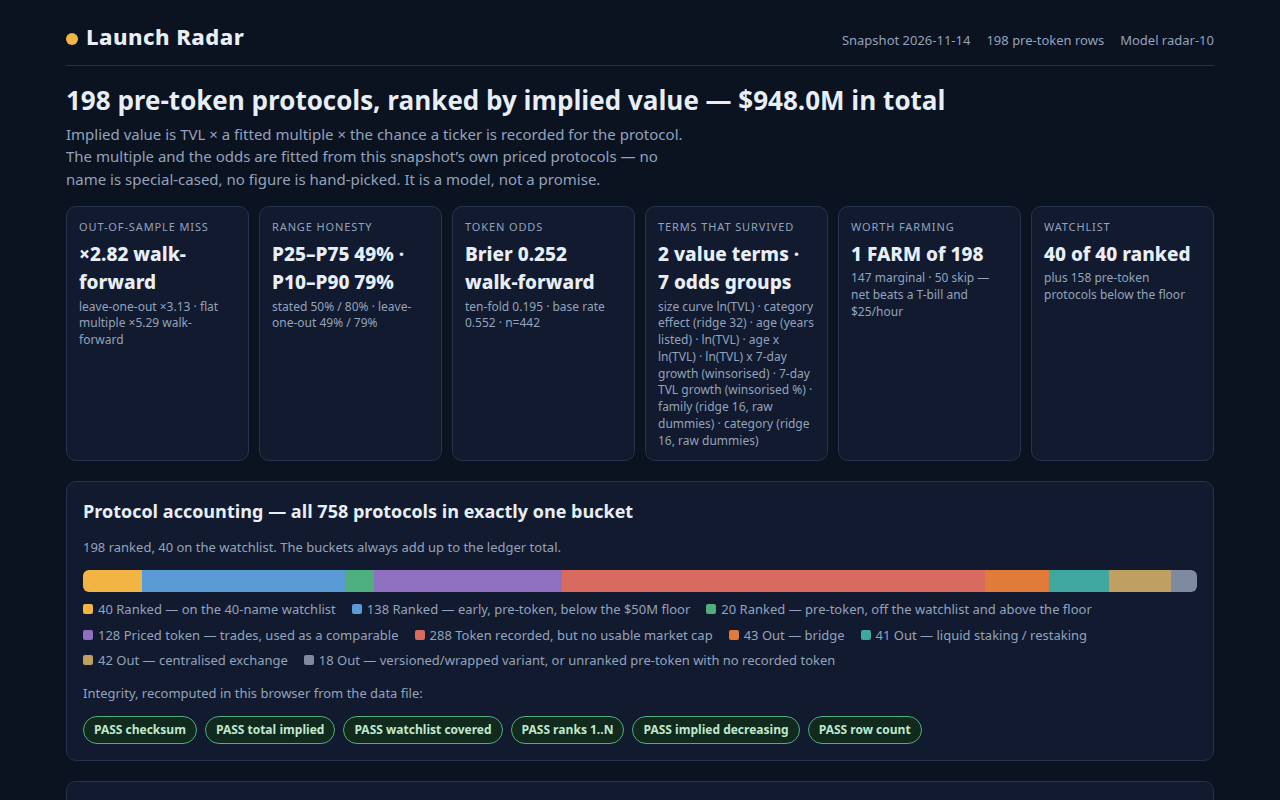 Launch Radar
Snapshot 2026-11-14 198 pre-token rows Model radar-10
198 pre-token protocols, ranked by implied value — $948.0M in total
Implied value is TVL × a fitted multiple × the chance a ticker is recorded for the protocol.
The multiple and the odds are fitted from this snapshot’s own priced protocols — no
name is special-cased, no figure is hand-picked. It is a model, not a promise.
OUT-OF-SAMPLE MISS
×2.82 walk-
forward
leave-one-out ×3.13 · flat
multiple ×5.29 walk-
forward
RANGE HONESTY
P25–P75 49% ·
P10–P90 79%
stated 50% / 80% · leave-
one-out 49% / 79%
TOKEN ODDS
Brier 0.252
walk-forward
ten-fold 0.195 · base rate
0.552 · n=442
TERMS THAT SURVIVED
2 value terms ·
7 odds groups
size curve ln(TVL) · category
effect (ridge 32) · age (years
listed) · ln(TVL) · age x
ln(TVL) · ln(TVL) x 7-day
growth (winsorised) · 7-day
TVL growth (winsorised %) ·
family (ridge 16, raw
dummies) · category (ridge
16, raw dummies)
WORTH FARMING
1 FARM of 198
147 marginal · 50 skip —
net beats a T-bill and
$25/hour
WATCHLIST
40 of 40 ranked
plus 158 pre-token
protocols below the floor
Protocol accounting — all 758 protocols in exactly one bucket
198 ranked, 40 on the watchlist. The buckets always add up to the ledger total.
40 Ranked — on the 40-name watchlist 138 Ranked — early, pre-token, below the $50M floor 20 Ranked — pre-token, off the watchlist and above the floor
128 Priced token — trades, used as a comparable 288 Token recorded, but no usable market cap 43 Out — bridge 41 Out — liquid staking / restaking
42 Out — centralised exchange 18 Out — versioned/wrapped variant, or unranked pre-token with no recorded token
Integrity, recomputed in this browser from the data file:
PASS checksum PASS total implied PASS watchlist covered PASS ranks 1..N PASS implied decreasing PASS row count